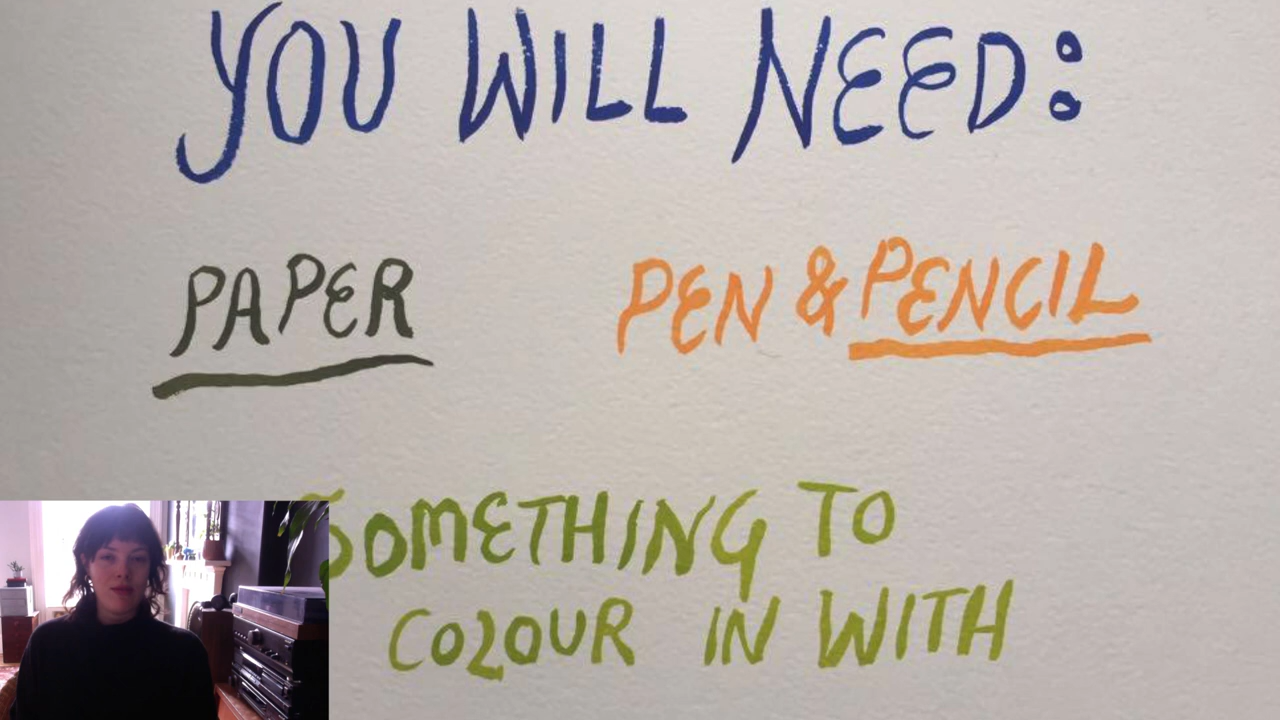 YOU WILL NEED:
PAPER
PEN & PENCIL
SOMETHING TO
COLOUR IN WITH